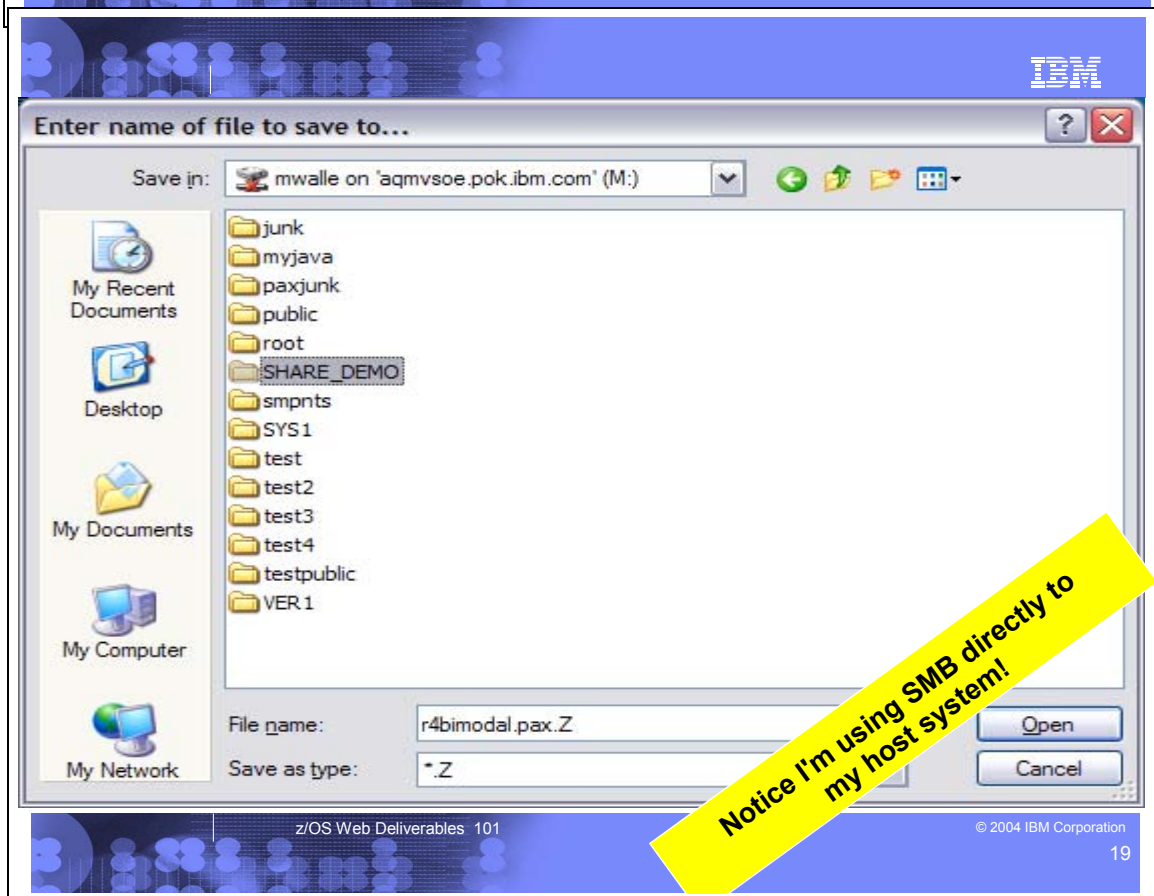 IBM
Enter name of file to save to...
Save in:
mwalle on 'aqmvsoe.pok.ibm.com' (M:)
My Recent
Documents
Desktop
My Documents
My Computer
My Network
junk
myjava
paxjunk
public
root
SHARE_DEMO
smpnts
SYS1
test
test2
test3
test4
testpublic
VER1
File name:
r4bimodal.pax.Z
Open
Save as type:
*.Z
Cancel
Notice I'm using SMB directly to
my host system!
z/OS Web Deliverables 101
© 2004 IBM Corporation
19